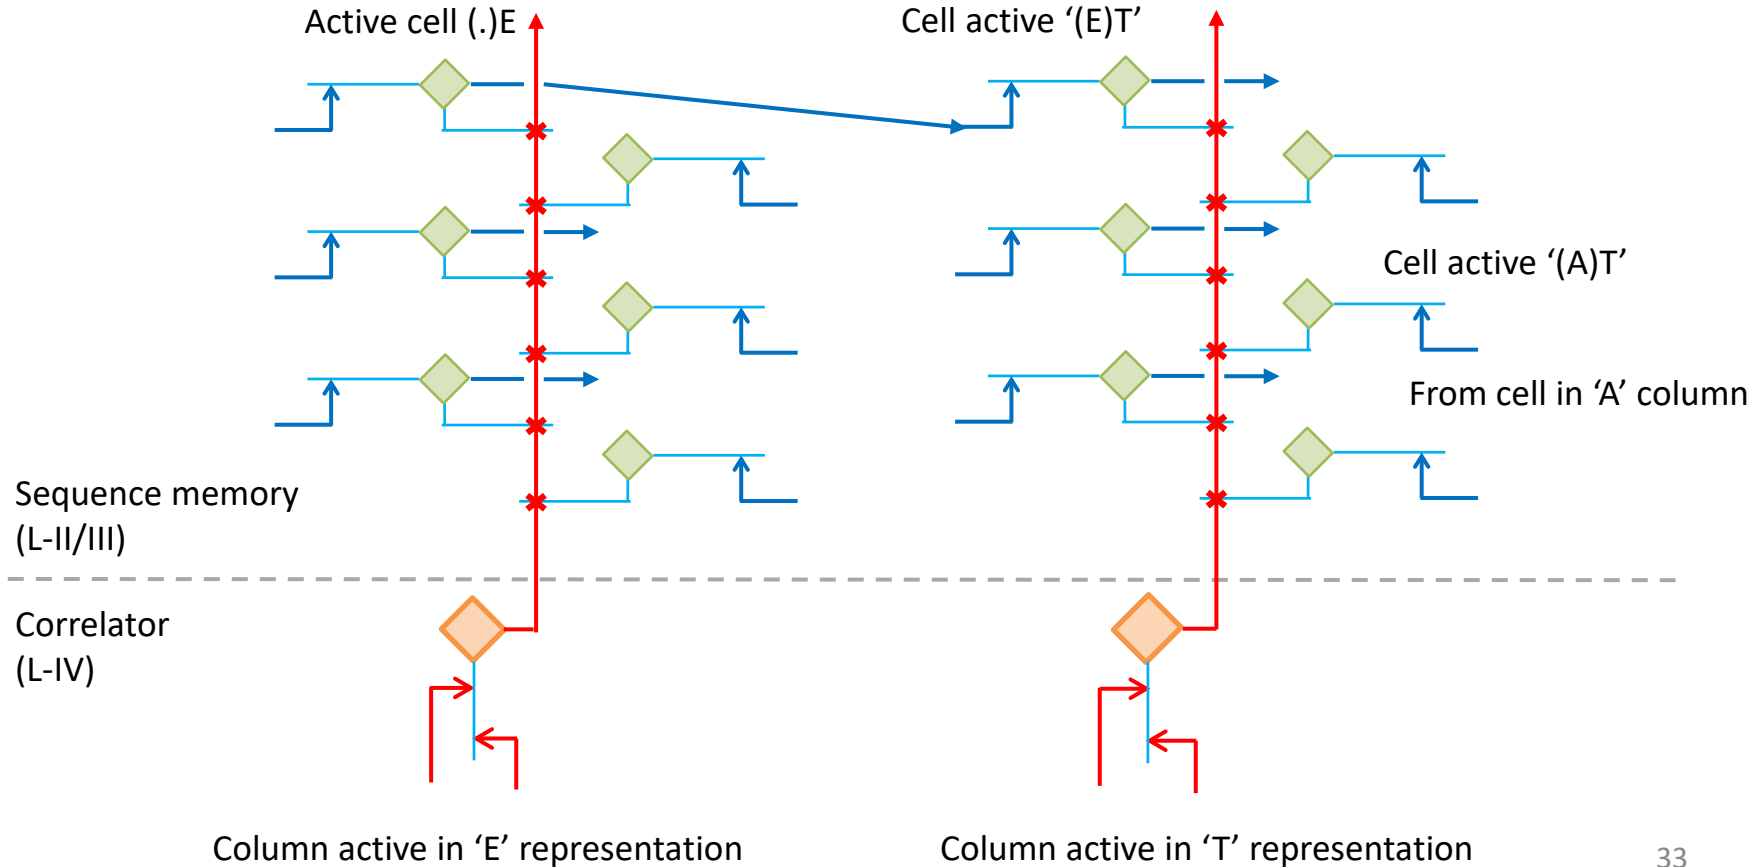 Active cell (.)E
Cell active ‘(E)T’
Cell active ‘(A)T’
From cell in ‘A’ column
Sequence memory
(L-II/III)
Correlator
(L-IV)
Column active in ‘E’ representation
Column active in ‘T’ representation
33